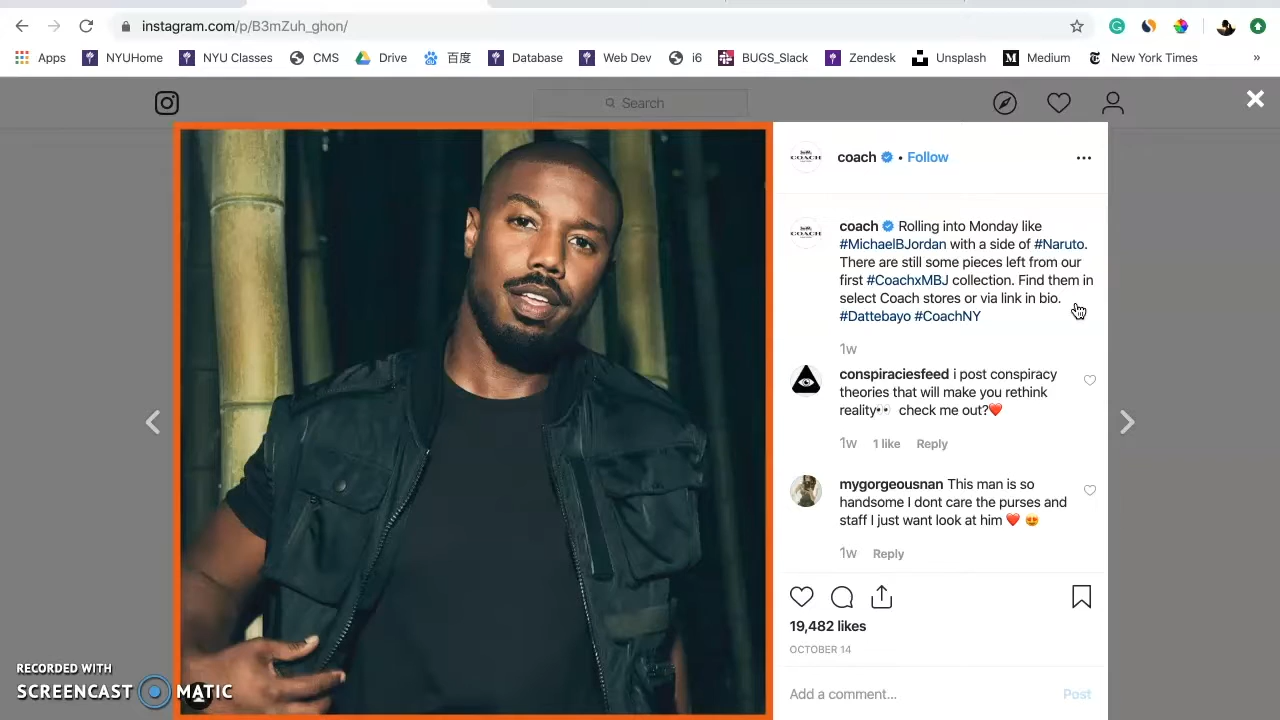 instagram.com/p/B3mZuh_ghon/
Apps NYUHome NYU Classes CMS Drive 百度 Database Web Dev i6 BUGS_Slack Zendesk Unsplash M Medium New York Times »
Search
COACH
coach • Follow
COACH
coach Rolling into Monday like
#MichaelBJordan with a side of #Naruto.
There are still some pieces left from our
first #CoachxMBJ collection. Find them in
select Coach stores or via link in bio.
#Dattebayo #CoachNY
1w
conspiraciesfeed i post conspiracy
theories that will make you rethink
reality👀 check me out?❤️
1w 1 like Reply
mygorgeousnan This man is so
handsome I dont care the purses and
staff I just want look at him ❤️ 😍
1w Reply
19,482 likes
OCTOBER 14
Add a comment... Post
RECORDED WITH
SCREENCAST MATIC